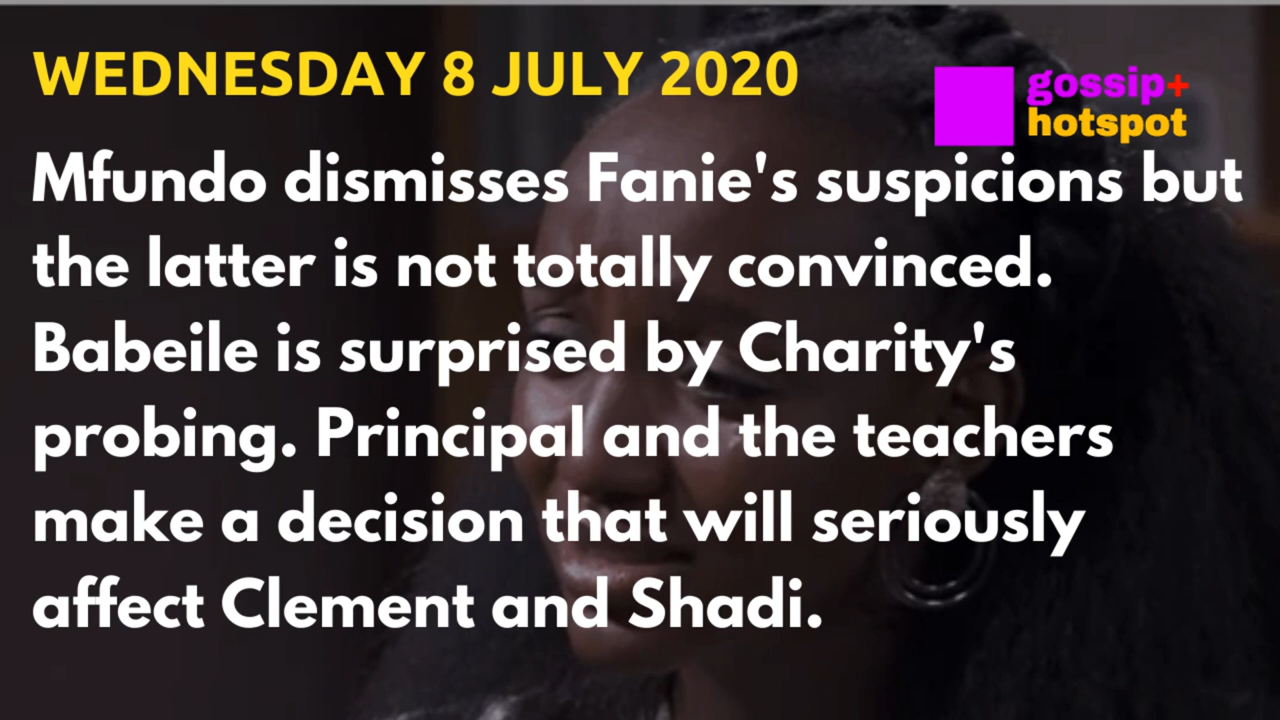 WEDNESDAY 8 JULY 2020
gossip+
hotspot
Mfundo dismisses Fanie's suspicions but
the latter is not totally convinced.
Babeile is surprised by Charity's
probing. Principal and the teachers
make a decision that will seriously
affect Clement and Shadi.